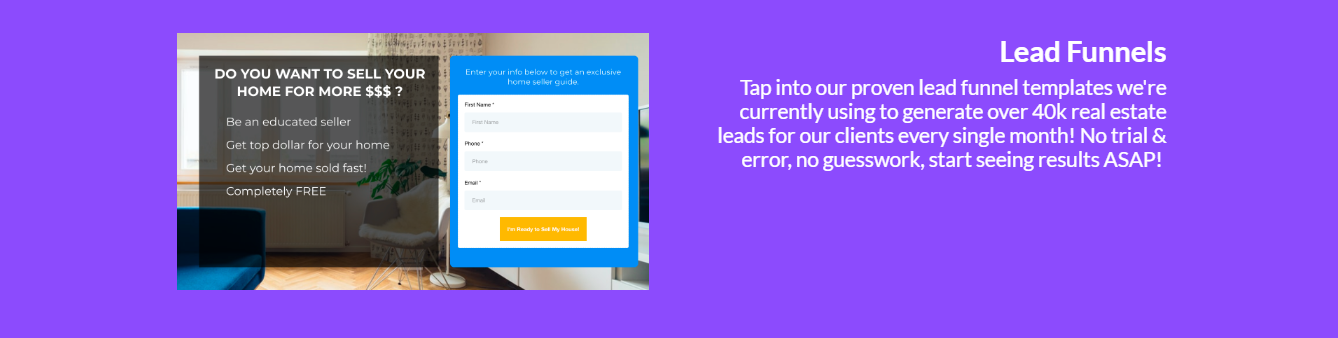 DO YOU WANT TO SELL YOUR
HOME FOR MORE $$$ ?
Be an educated seller
Get top dollar for your home
Get your home sold fast!
Completely FREE
Enter your info below to get an exclusive
home seller guide.
First Name *
First Name
Phone *
Phone
Email *
Email
I'm Ready to Sell My House!
Lead Funnels
Tap into our proven lead funnel templates we're
currently using to generate over 40k real estate
leads for our clients every single month! No trial &
error, no guesswork, start seeing results ASAP!